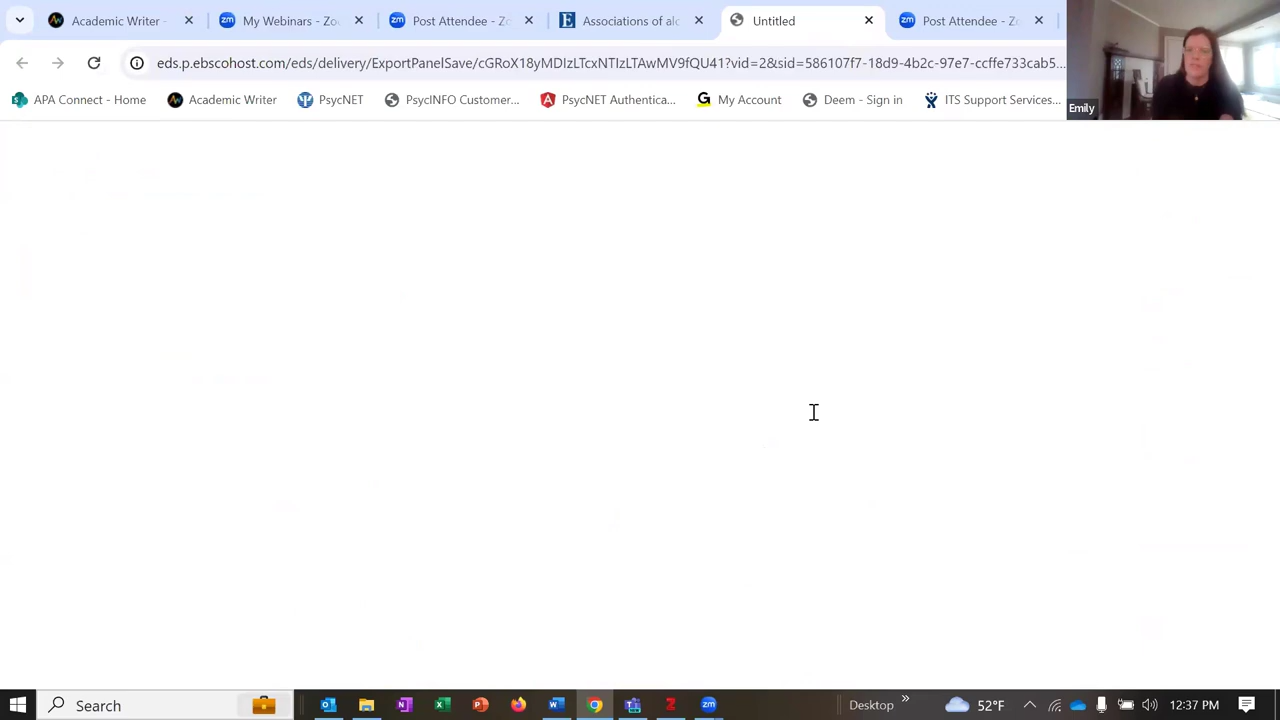 Academic Writer -
My Webinars - Zoo
Post Attendee - Zo
Associations of alc
Untitled
Post Attendee - Zo
eds.p.ebscohost.com/eds/delivery/ExportPanelSave/cGRoX18yMDIzLTcxNTIzLTAwMV9fQU41?vid=2&sid=586107f7-18d9-4b2c-97e7-ccffe733cab5...
APA Connect - Home
Academic Writer
PsycNET
PsycINFO Customer...
PsycNET Authentica...
My Account
Deem - Sign in
ITS Support Services...
Emily
Search
Desktop
52°F
12:37 PM